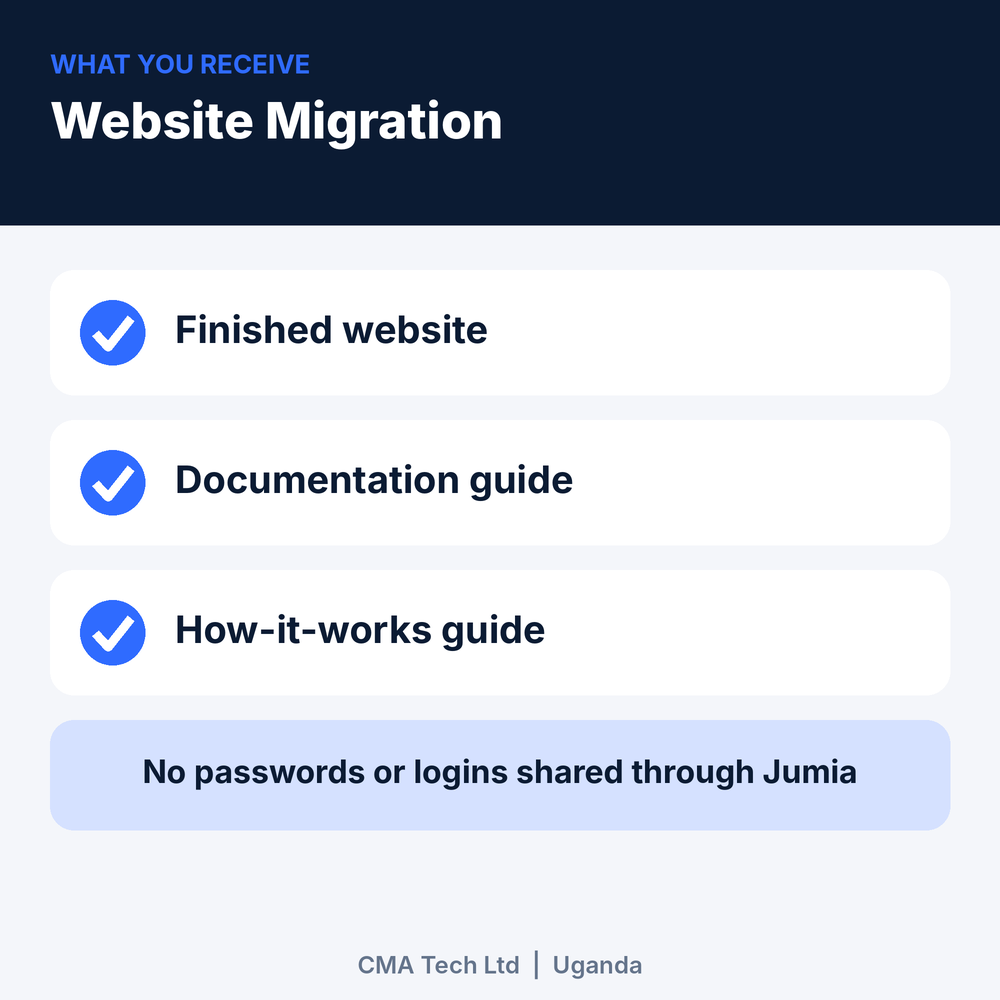 WHAT YOU RECEIVE
Website Migration
Finished website
Documentation guide
How-it-works guide
No passwords or logins shared through Jumia
CMA Tech Ltd | Uganda